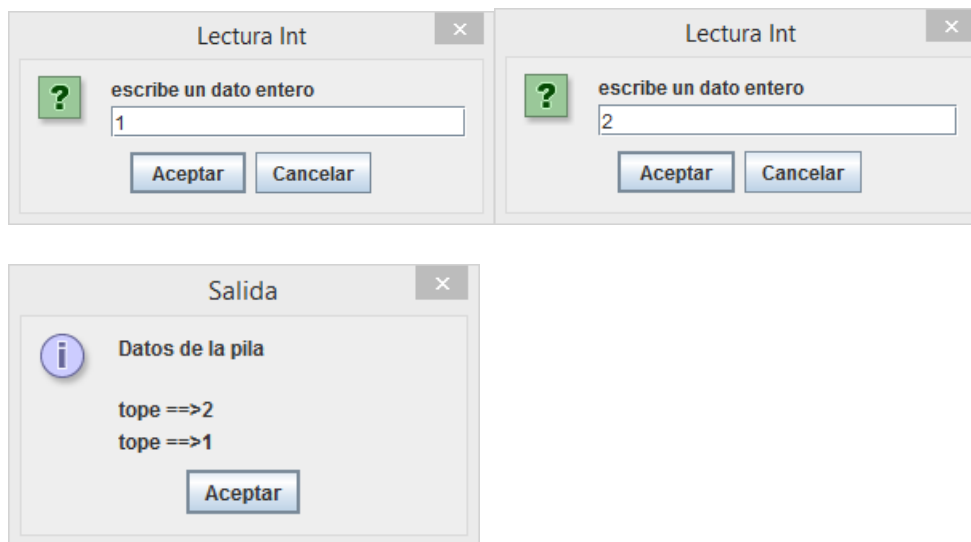 Lectura Int
escribe un dato entero
1
Aceptar Cancelar
Lectura Int
escribe un dato entero
2
Aceptar Cancelar
Salida
Datos de la pila
tope ==>2
tope ==>1
Aceptar